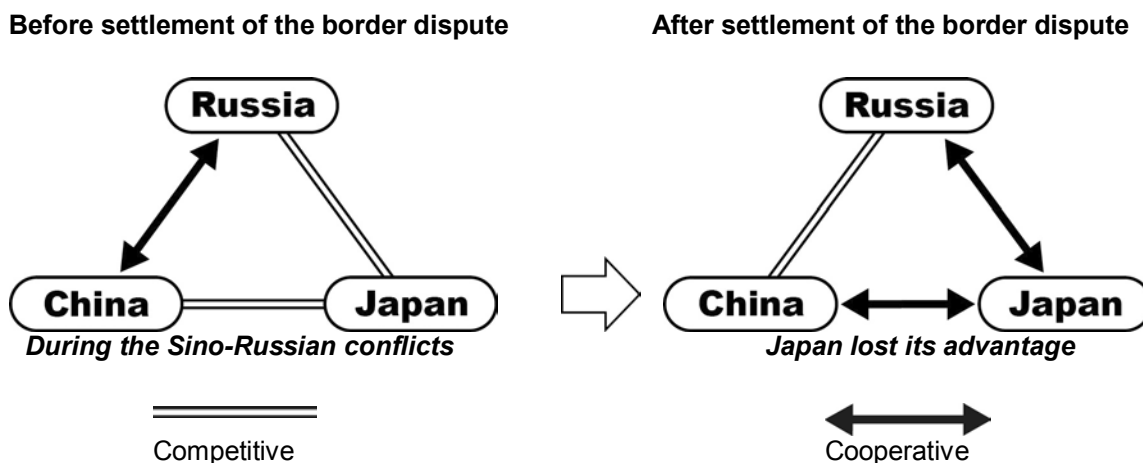 Before settlement of the border dispute
After settlement of the border dispute
Russia
China
Japan
During the Sino-Russian conflicts
Russia
China
Japan
Japan lost its advantage
Competitive
Cooperative